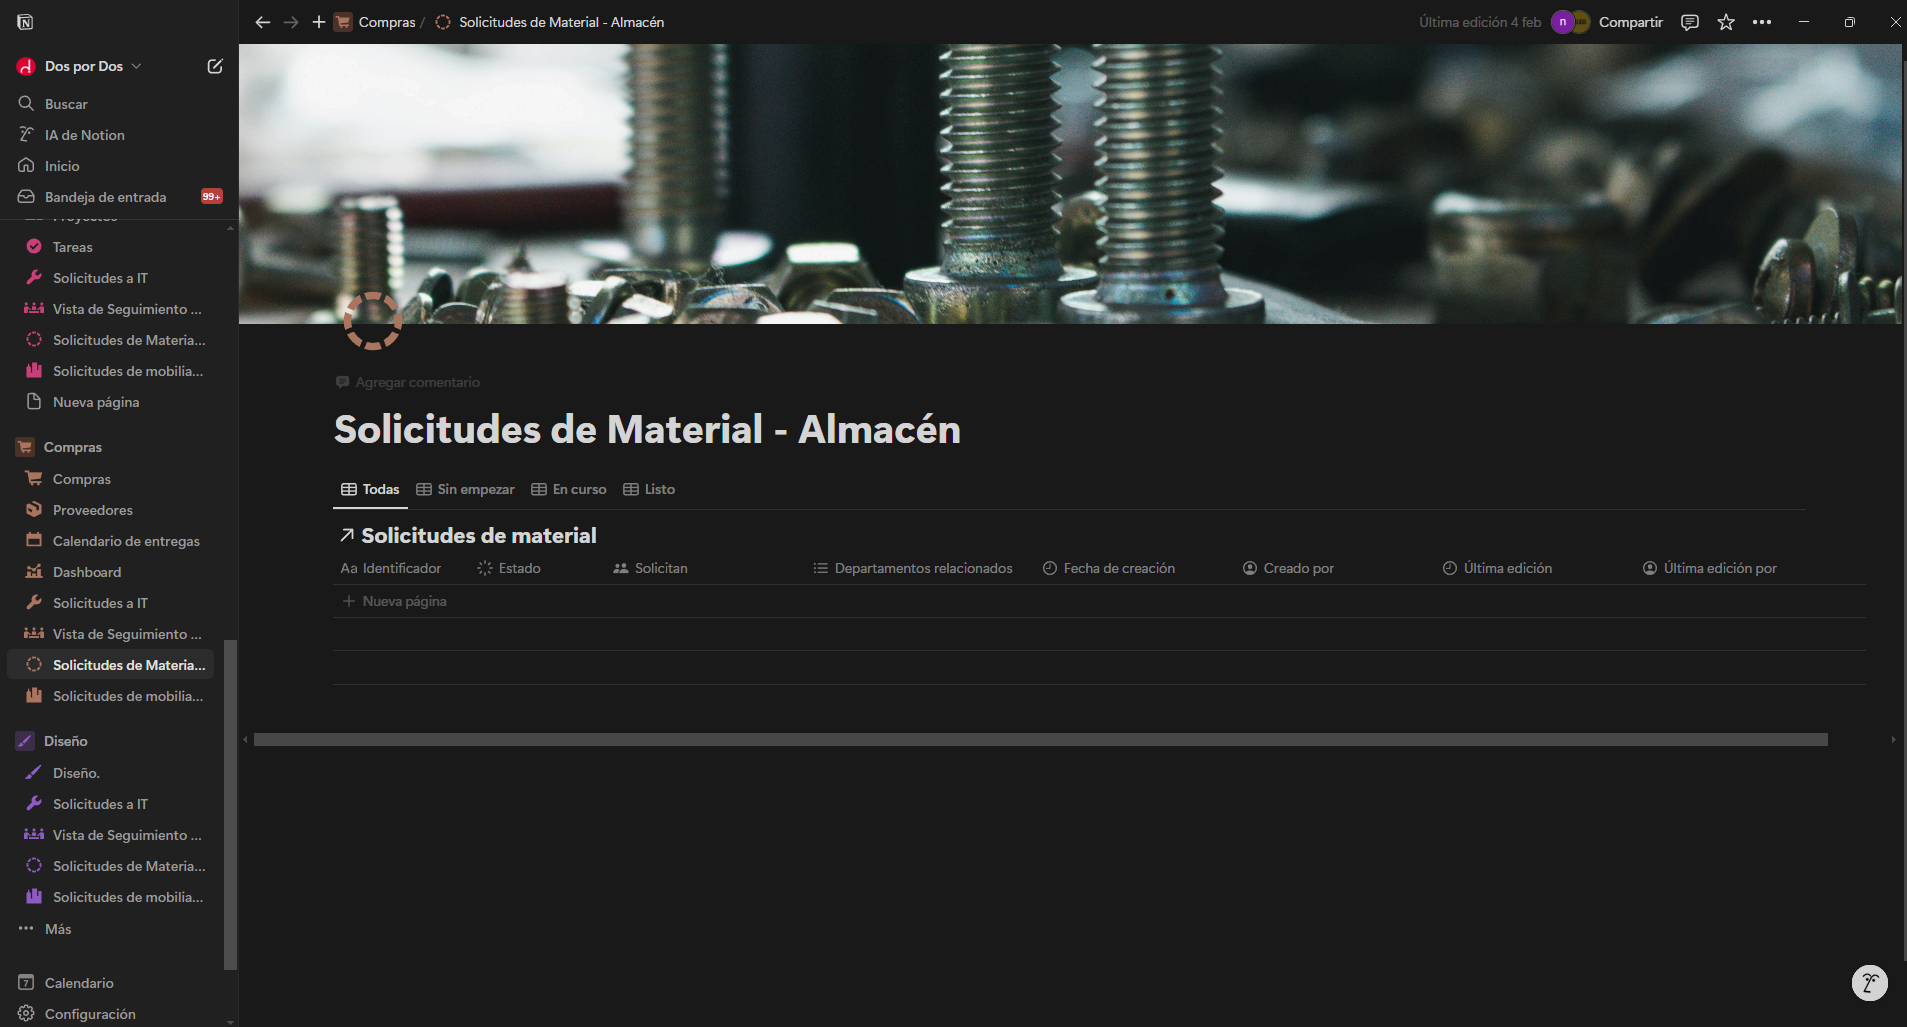 Dos por Dos
Buscar
IA de Notion
Inicio
Bandeja de entrada 99+
Proyectos
Tareas
Solicitudes a IT
Vista de Seguimiento ...
Solicitudes de Materia...
Solicitudes de mobilia...
Nueva página
Compras
Compras
Proveedores
Calendario de entregas
Dashboard
Solicitudes a IT
Vista de Seguimiento ...
Solicitudes de Materia...
Solicitudes de mobilia...
Diseño
Diseño.
Solicitudes a IT
Vista de Seguimiento ...
Solicitudes de Materia...
Solicitudes de mobilia...
Más
7 Calendario
Configuración
Compras / Solicitudes de Material - Almacén
Última edición 4 feb n Compartir
Agregar comentario
Solicitudes de Material - Almacén
Todas Sin empezar En curso Listo
Solicitudes de material
Aa Identificador Estado Solicitan Departamentos relacionados Fecha de creación Creado por Última edición Última edición por
Nueva página